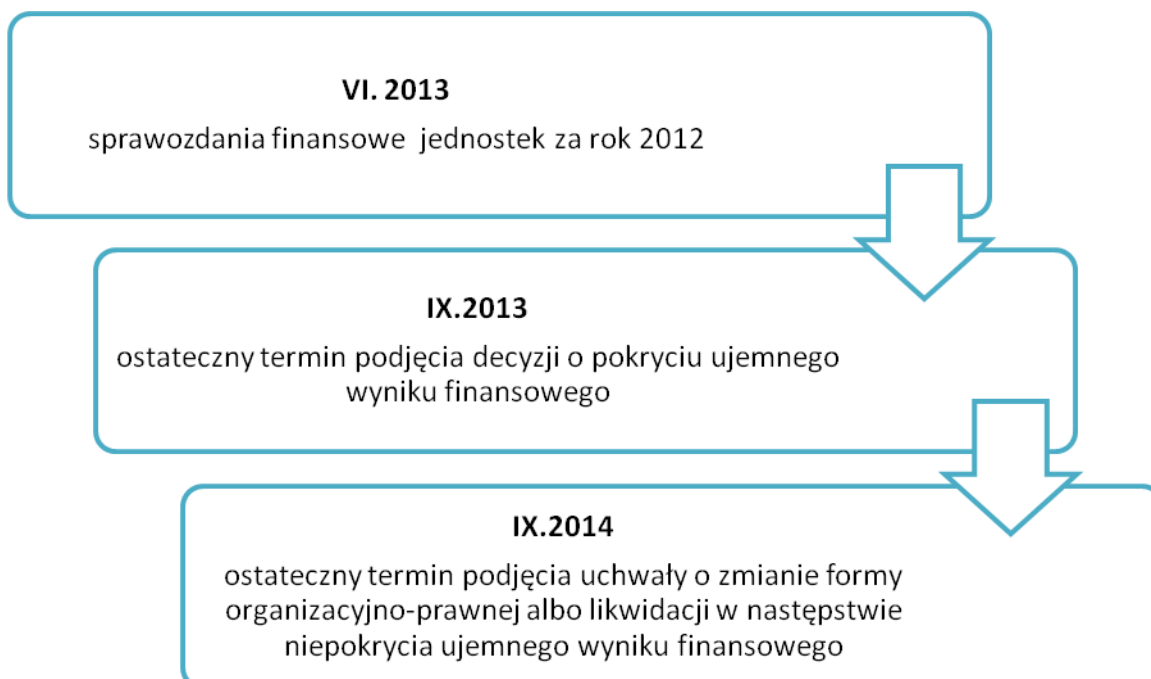 VI. 2013
sprawozdania finansowe jednostek za rok 2012
IX.2013
ostateczny termin podjęcia decyzji o pokryciu ujemnego
wyniku finansowego
IX.2014
ostateczny termin podjęcia uchwały o zmianie formy
organizacyjno-prawnej albo likwidacji w następstwie
niepokrycia ujemnego wyniku finansowego